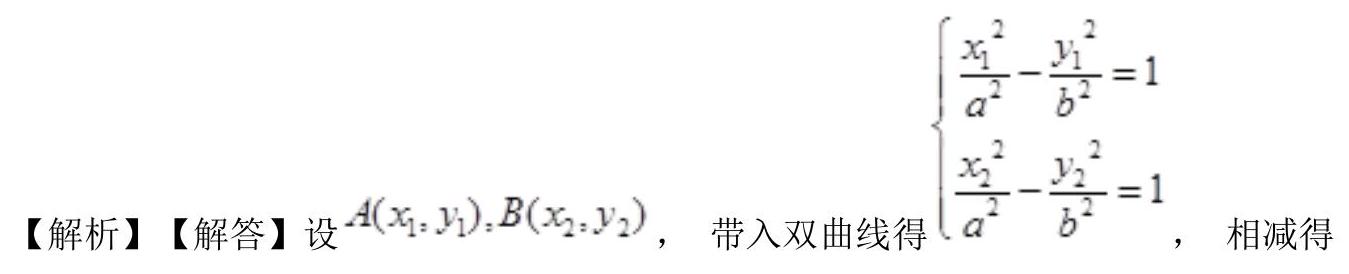 【解析】【解答】设 $A(x_1, y_1), B(x_2, y_2)$ ， 带入双曲线得 $\begin{cases} \frac{x_1^2}{a^2} - \frac{y_1^2}{b^2} = 1 \\ \frac{x_2^2}{a^2} - \frac{y_2^2}{b^2} = 1 \end{cases}$ ， 相减得